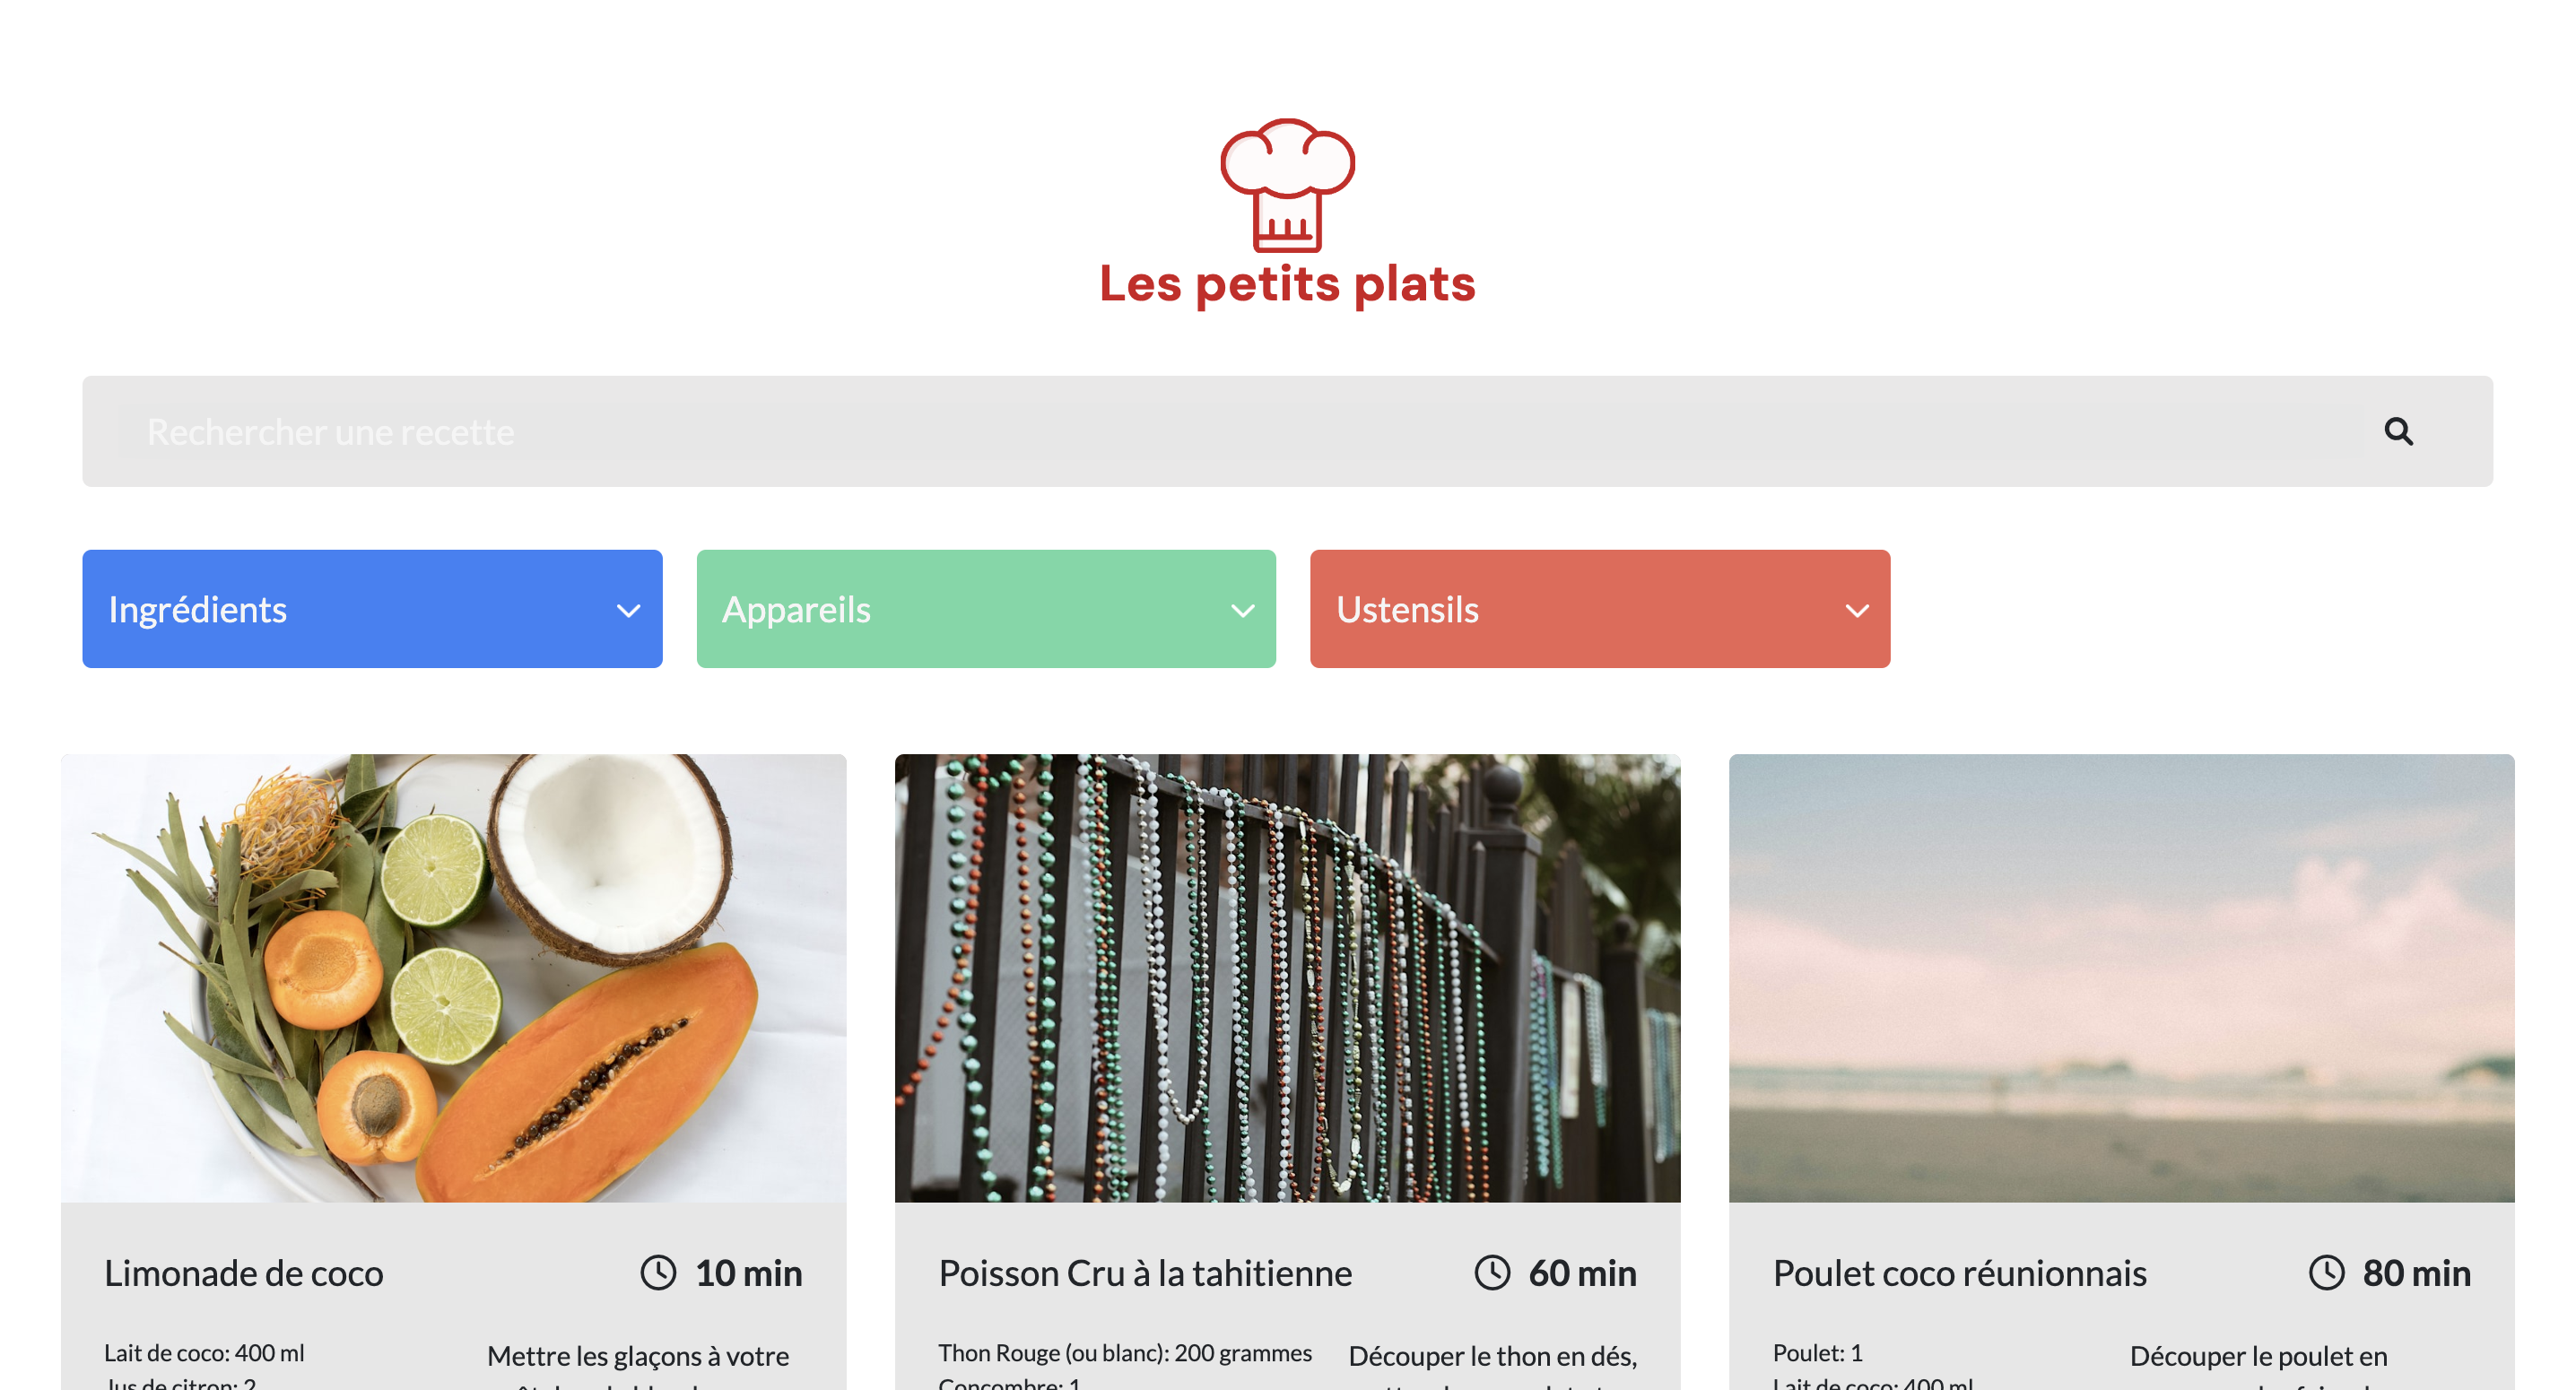 Les petits plats
Rechercher une recette
Ingrédients
Appareils
Ustensils
Limonade de coco
10 min
Lait de coco: 400 ml
Jus de citron: 2
Mettre les glaçons à votre
Poisson Cru à la tahitienne
60 min
Thon Rouge (ou blanc): 200 grammes
Concombre: 1
Découper le thon en dés,
Poulet coco réunionnais
80 min
Poulet: 1
Lait de coco: 400 ml
Découper le poulet en